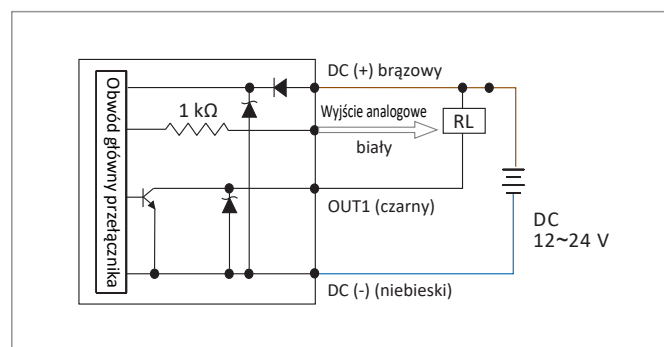 DC (+) brązowy
Obwód główny przełącznika
1 kΩ
Wyjście analogowe
RL
biały
OUT1 (czarny)
DC
12~24 V
DC (-) (niebieski)